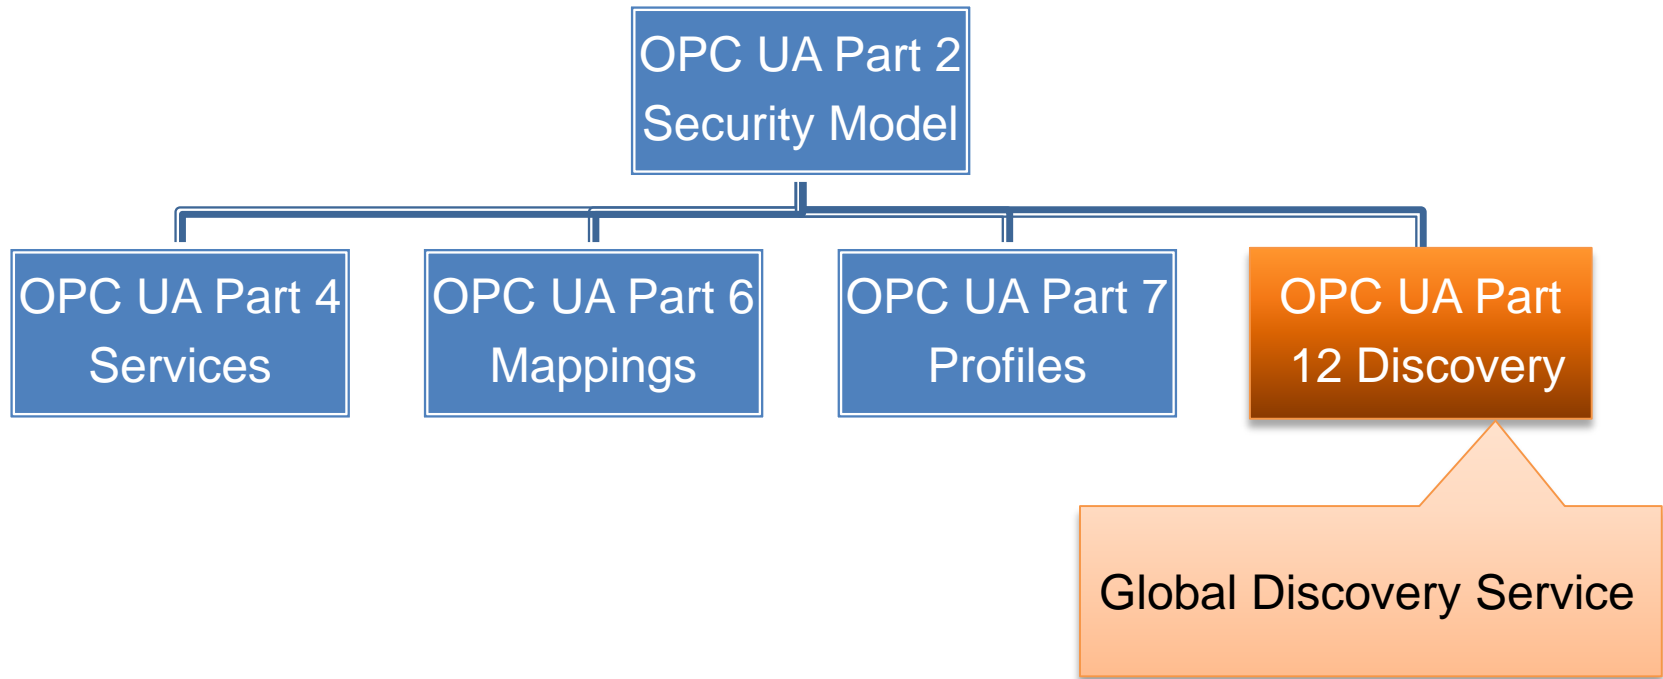 OPC UA Part 2
Security Model
OPC UA Part 4
Services
OPC UA Part 6
Mappings
OPC UA Part 7
Profiles
OPC UA Part
12 Discovery
Global Discovery Service